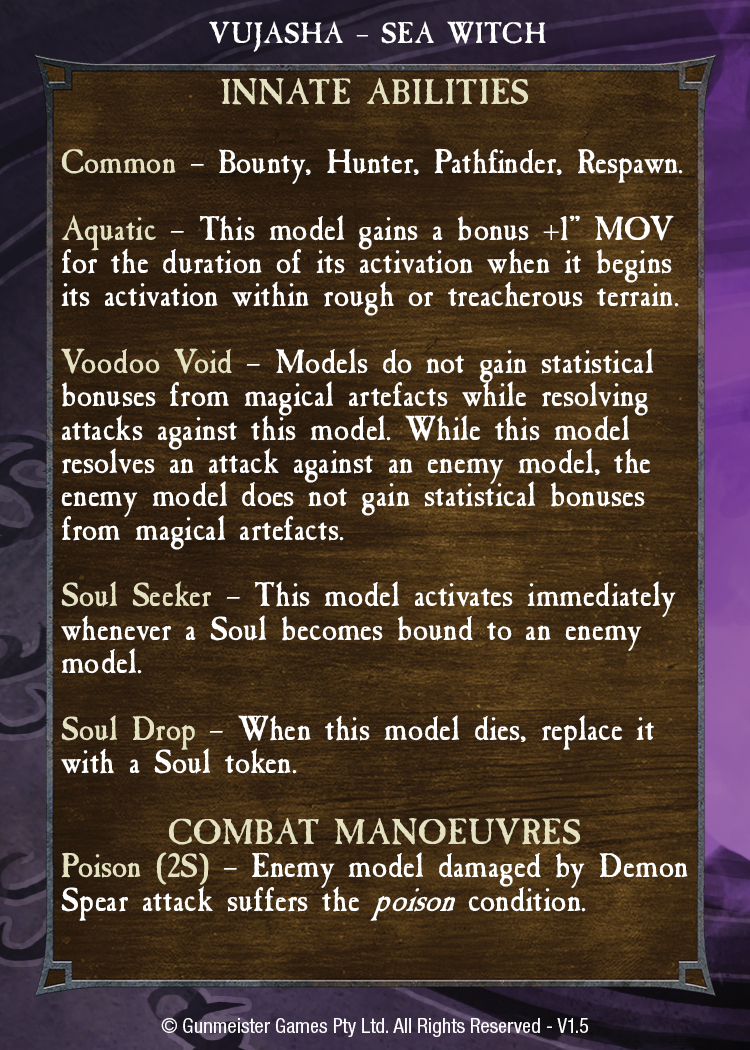 VUJASHA – SEA WITCH
INNATE ABILITIES
Common – Bounty, Hunter, Pathfinder, Respawn.
Aquatic – This model gains a bonus +1" MOV
for the duration of its activation when it begins
its activation within rough or treacherous terrain.
Voodoo Void – Models do not gain statistical
bonuses from magical artefacts while resolving
attacks against this model. While this model
resolves an attack against an enemy model, the
enemy model does not gain statistical bonuses
from magical artefacts.
Soul Seeker – This model activates immediately
whenever a Soul becomes bound to an enemy
model.
Soul Drop – When this model dies, replace it
with a Soul token.
COMBAT MANOEUVRES
Poison (2S) – Enemy model damaged by Demon
Spear attack suffers the poison condition.
© Gunmeister Games Pty Ltd. All Rights Reserved - V1.5